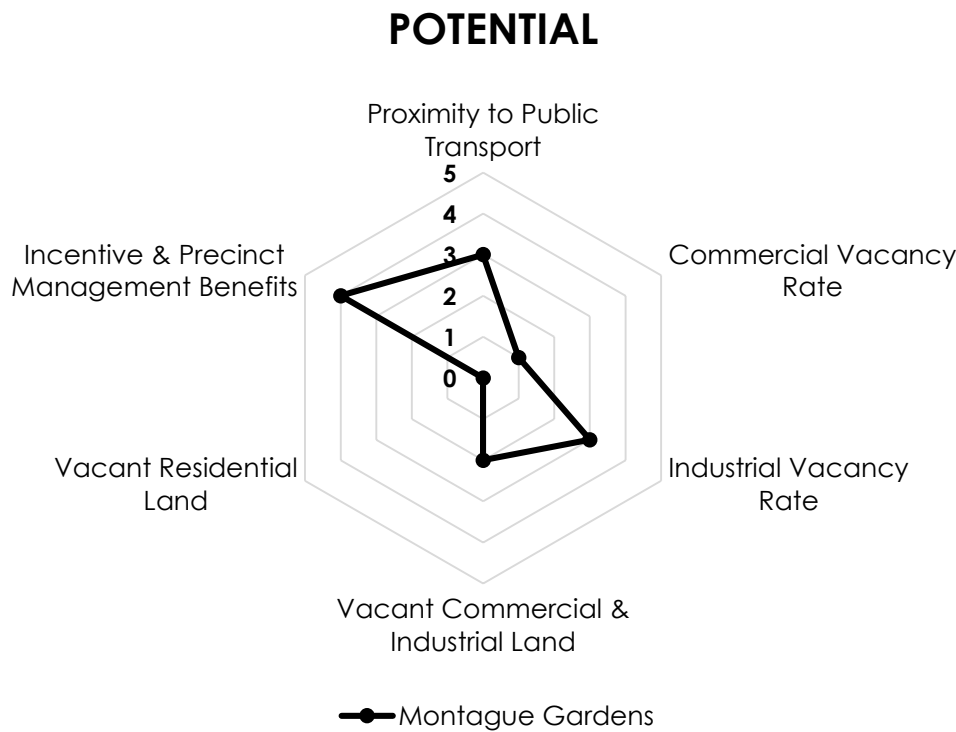 POTENTIAL
Proximity to Public
Transport
5
4
3
2
1
0
Commercial Vacancy
Rate
Industrial Vacancy
Rate
Vacant Commercial &
Industrial Land
Vacant Residential
Land
Incentive & Precinct
Management Benefits
Montague Gardens